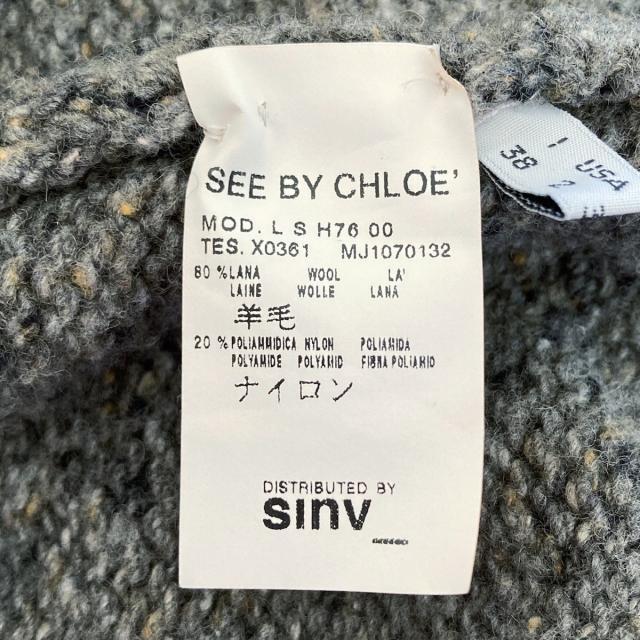 SEE BY CHLOE'
MOD. L S H76 00
TES. X0361 MJ1070132
80 % LANA WOOL LA'
LAINE WOLLE LANA
羊毛
20 % POLIAMMIDICA NYLON POLIAMIDA
POLYAMIDE POLYAMID FIBRA POLIAMID
ナイロン
DISTRIBUTED BY
sinv
I USA
38